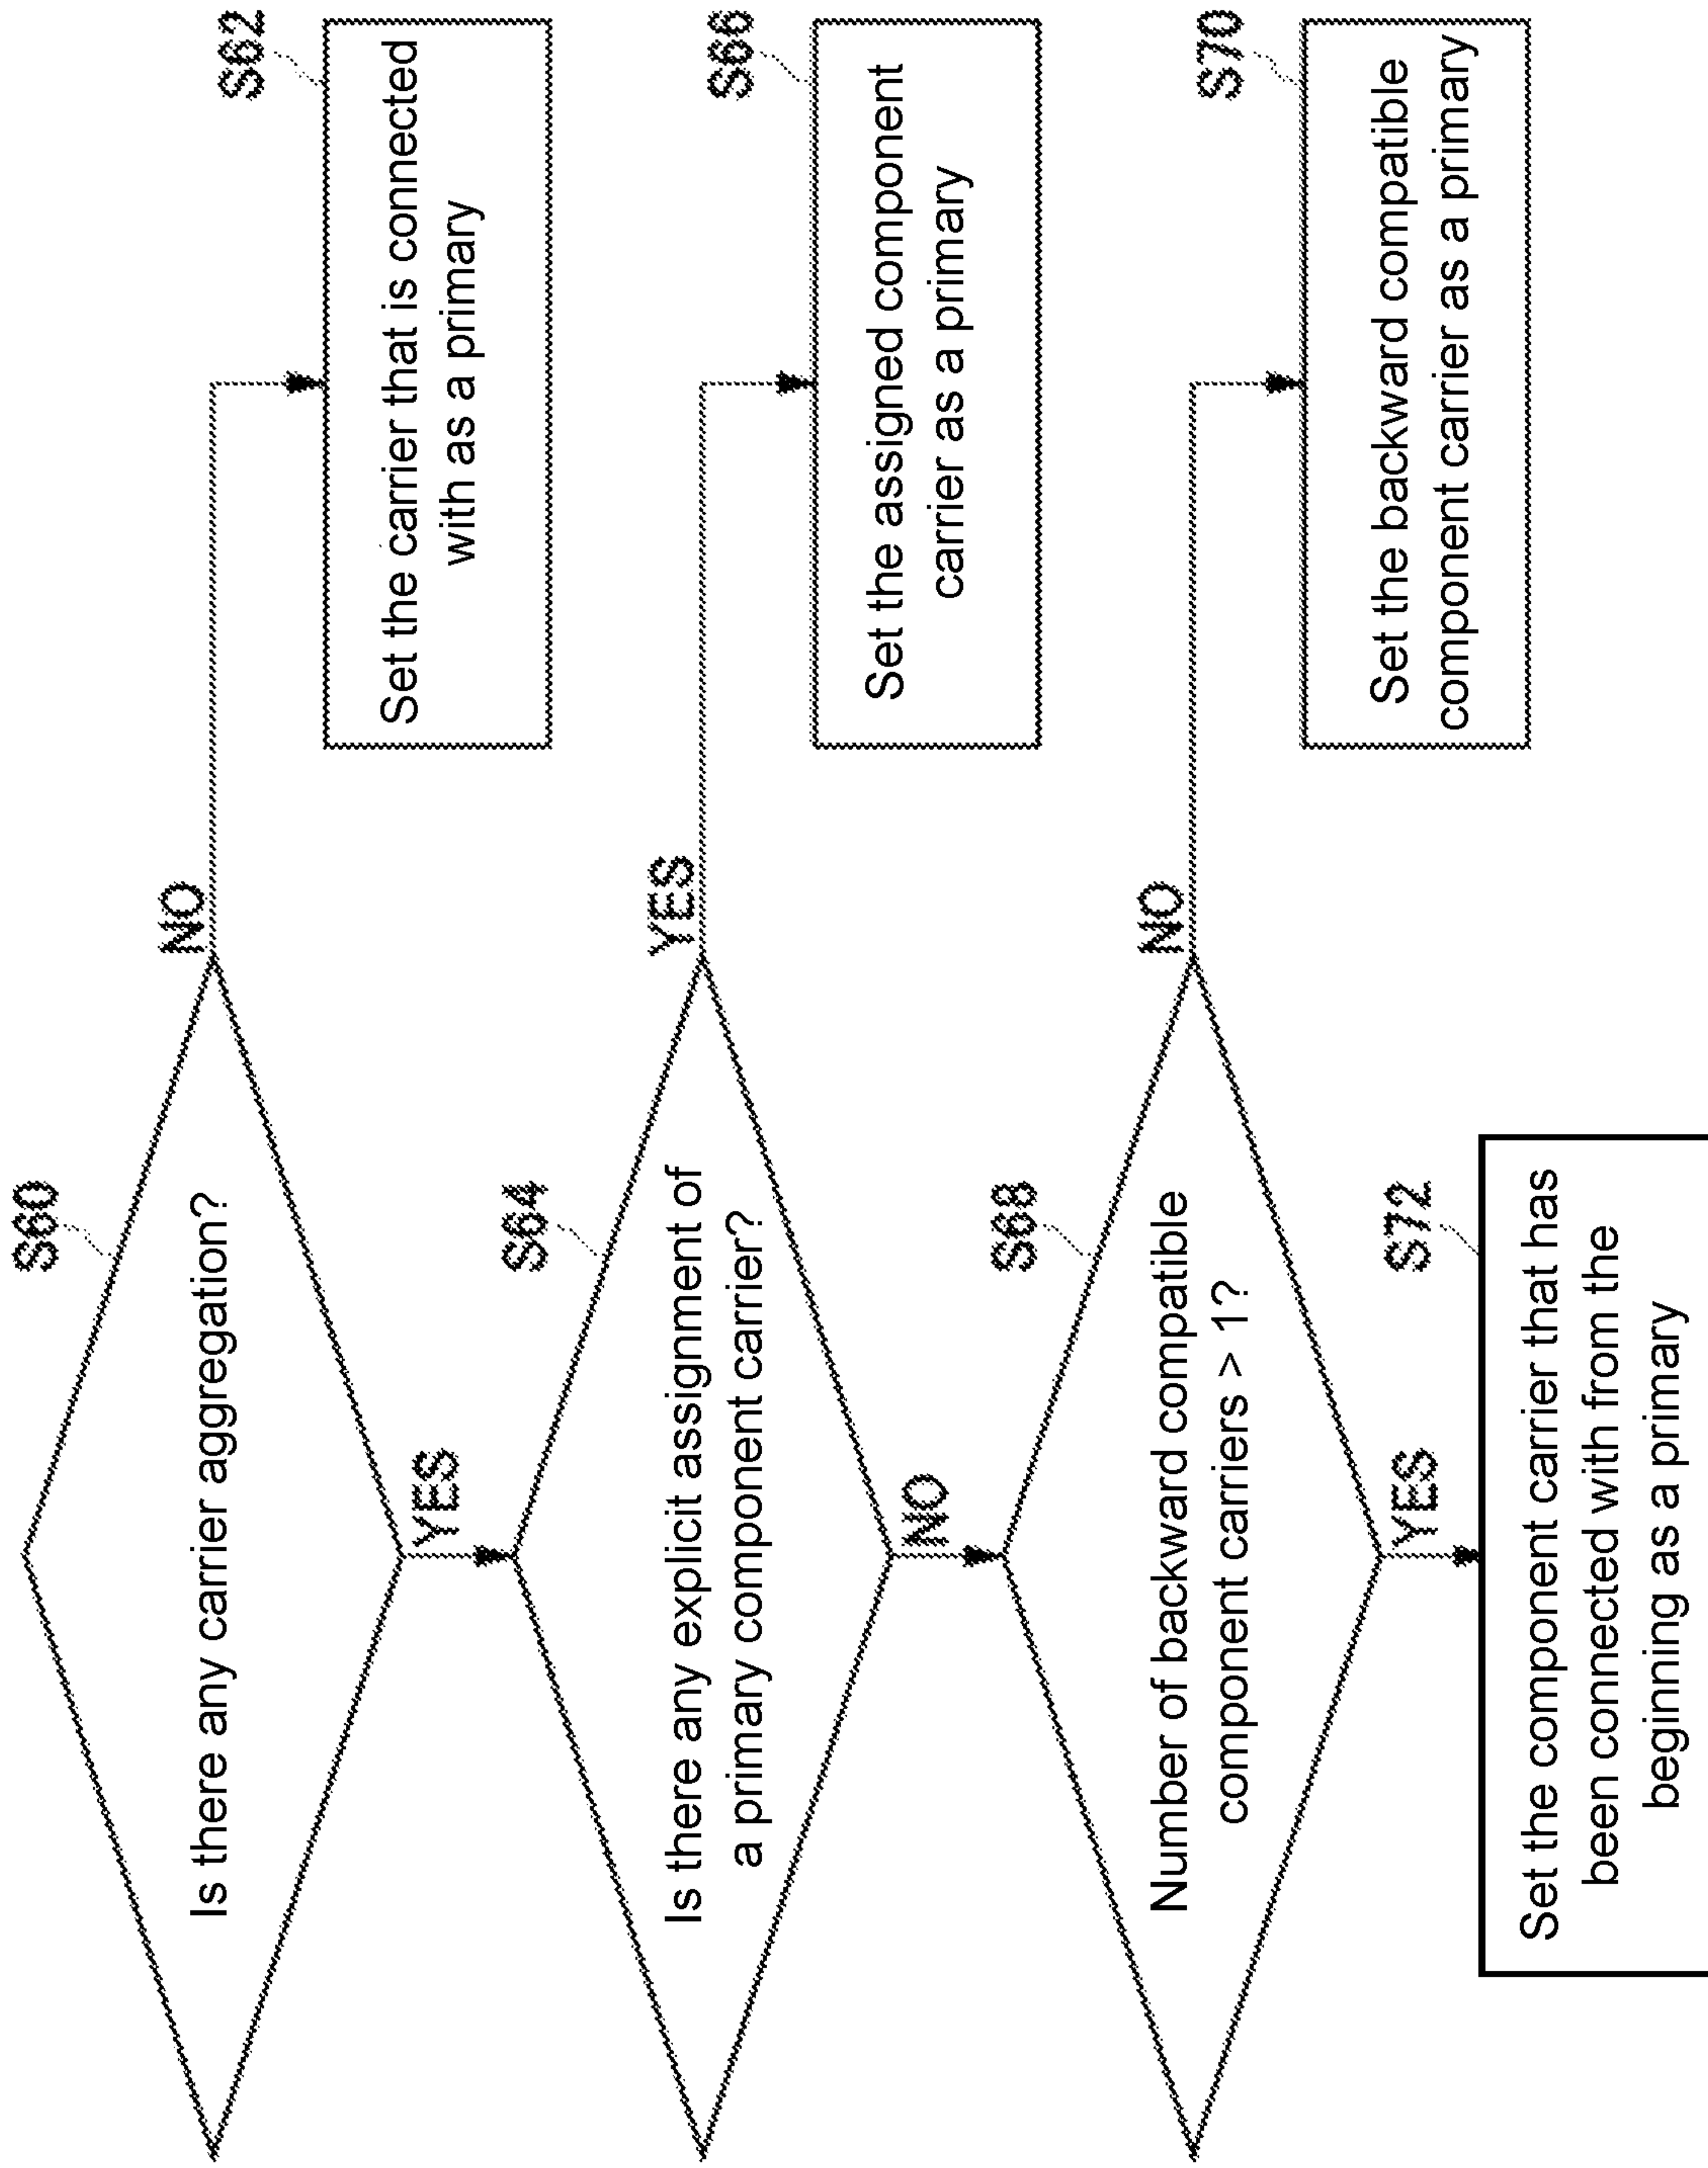 S60
Is there any carrier aggregation?
NO
S62
Set the carrier that is connected
with as a primary
YES
S64
Is there any explicit assignment of
a primary component carrier?
YES
S66
Set the assigned component
carrier as a primary
NO
S68
Number of backward compatible
component carriers > 1?
NO
S70
Set the backward compatible
component carrier as a primary
YES
S72
Set the component carrier that has
been connected with from the
beginning as a primary